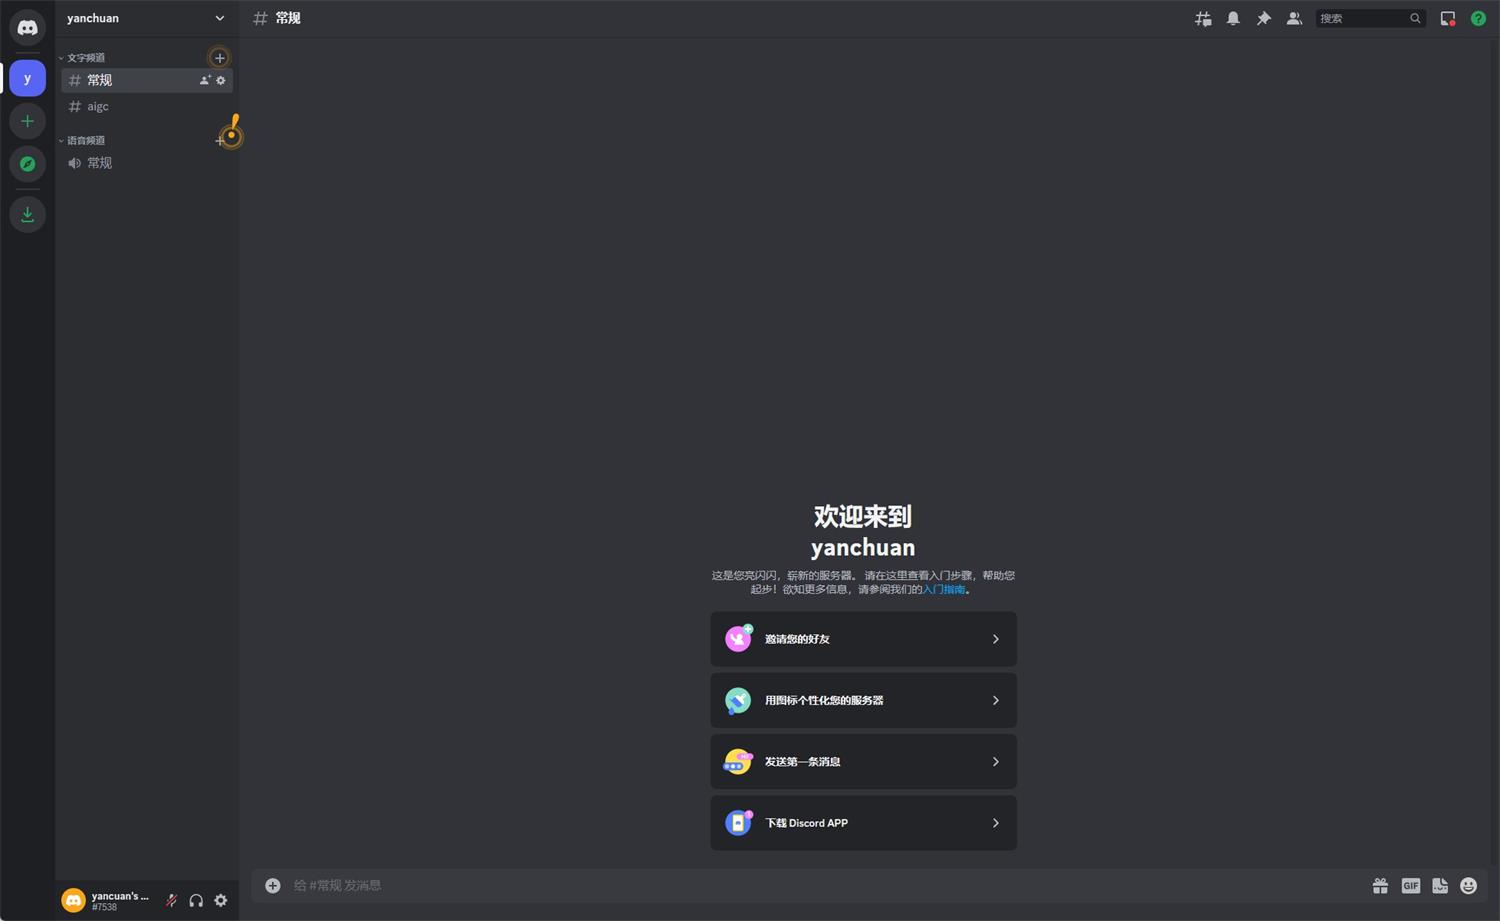 yanchuan
常规
搜索
y
文字频道
常规
aigc
语音频道
常规
欢迎来到
yanchuan
这是您亮闪闪，崭新的服务器。 请在这里查看入门步骤，帮助您
起步！欲知更多信息，请参阅我们的入门指南。
邀请您的好友
用图标个性化您的服务器
发送第一条消息
下载 Discord APP
给 #常规 发消息
GIF
yancuan's ...
#7538